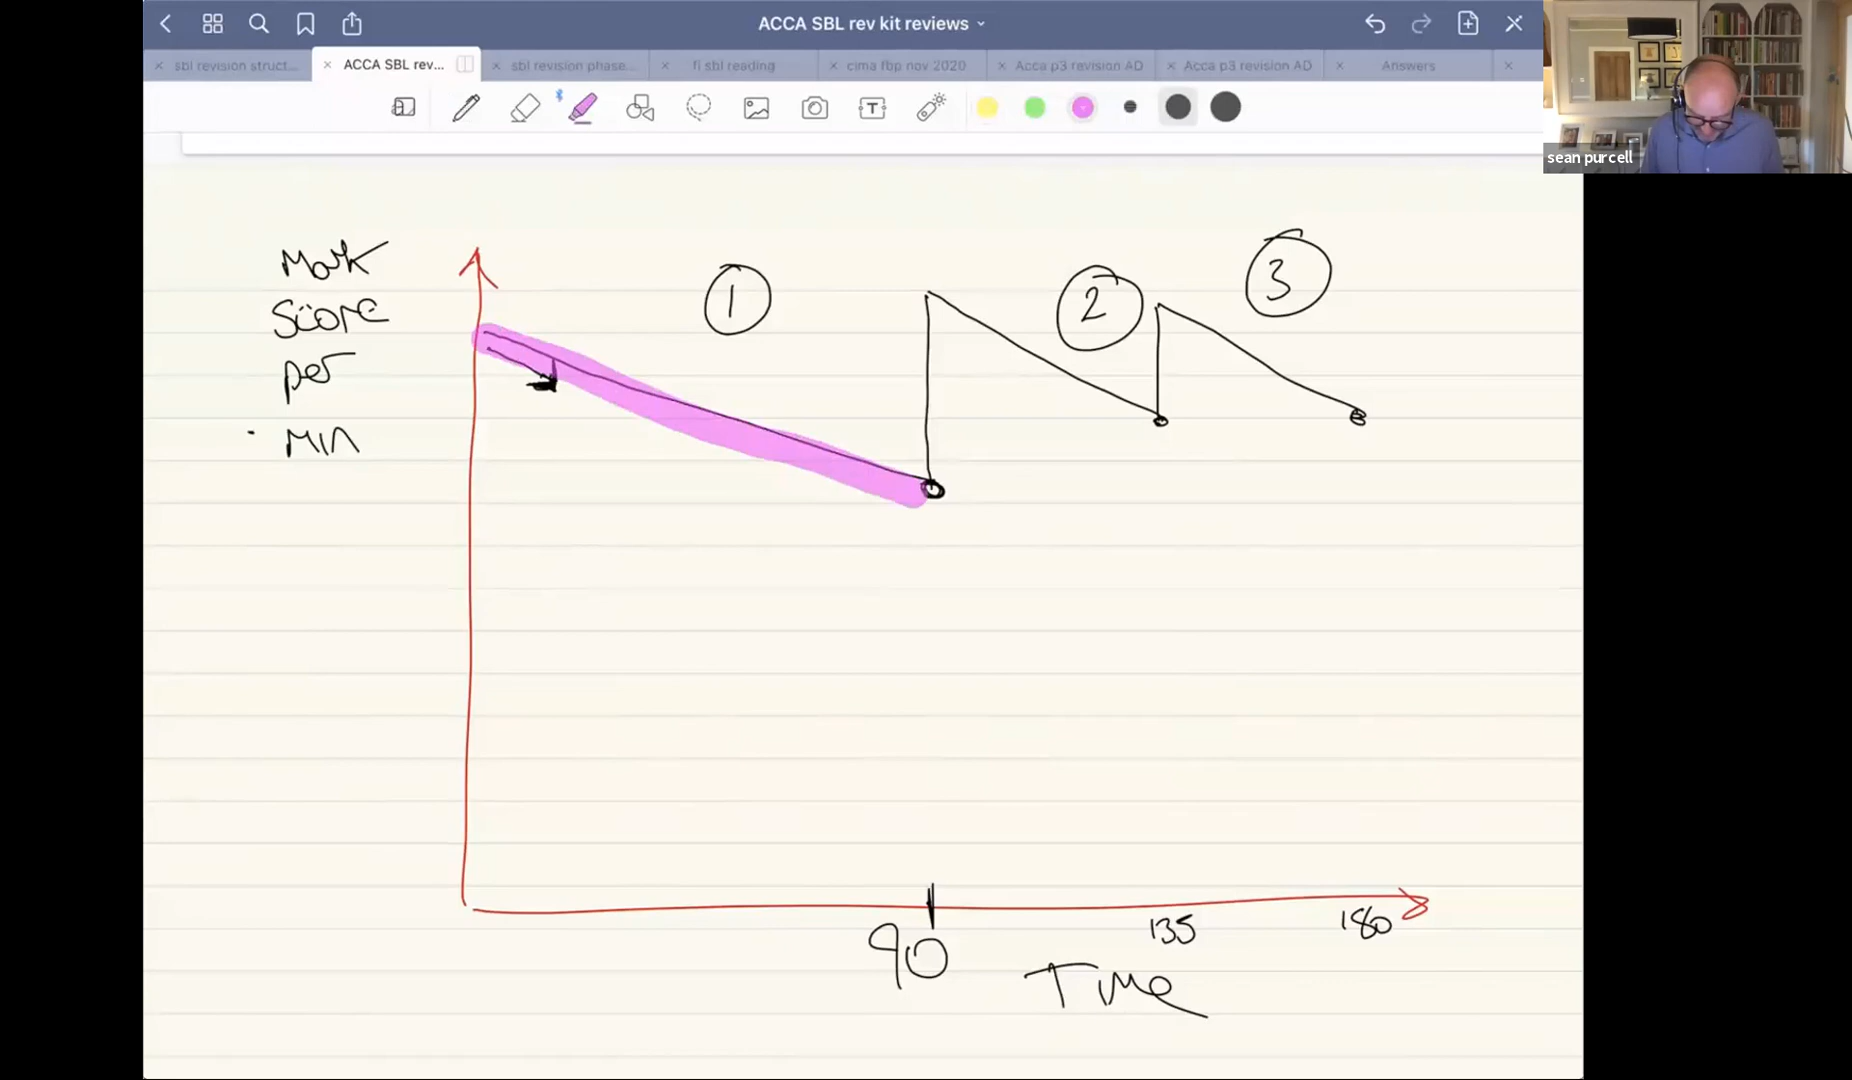 ACCA SBL rev kit reviews
sbl revision struct...
ACCA SBL rev...
sbl revision phase...
fi sbl reading
cima fbp nov 2020
Acca p3 revision AD
Acca p3 revision AD
Answers
T
sean purcell
Mark
Score
per
Min
1
2
3
90
135
180
Time